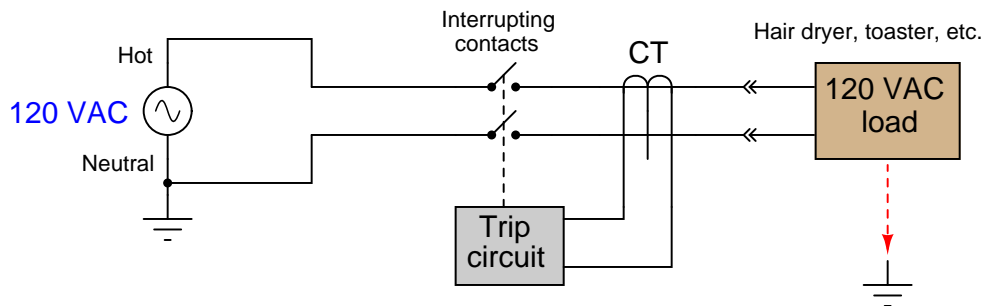 Hot
120 VAC
Neutral
Interrupting
contacts
CT
Trip
circuit
Hair dryer, toaster, etc.
120 VAC
load